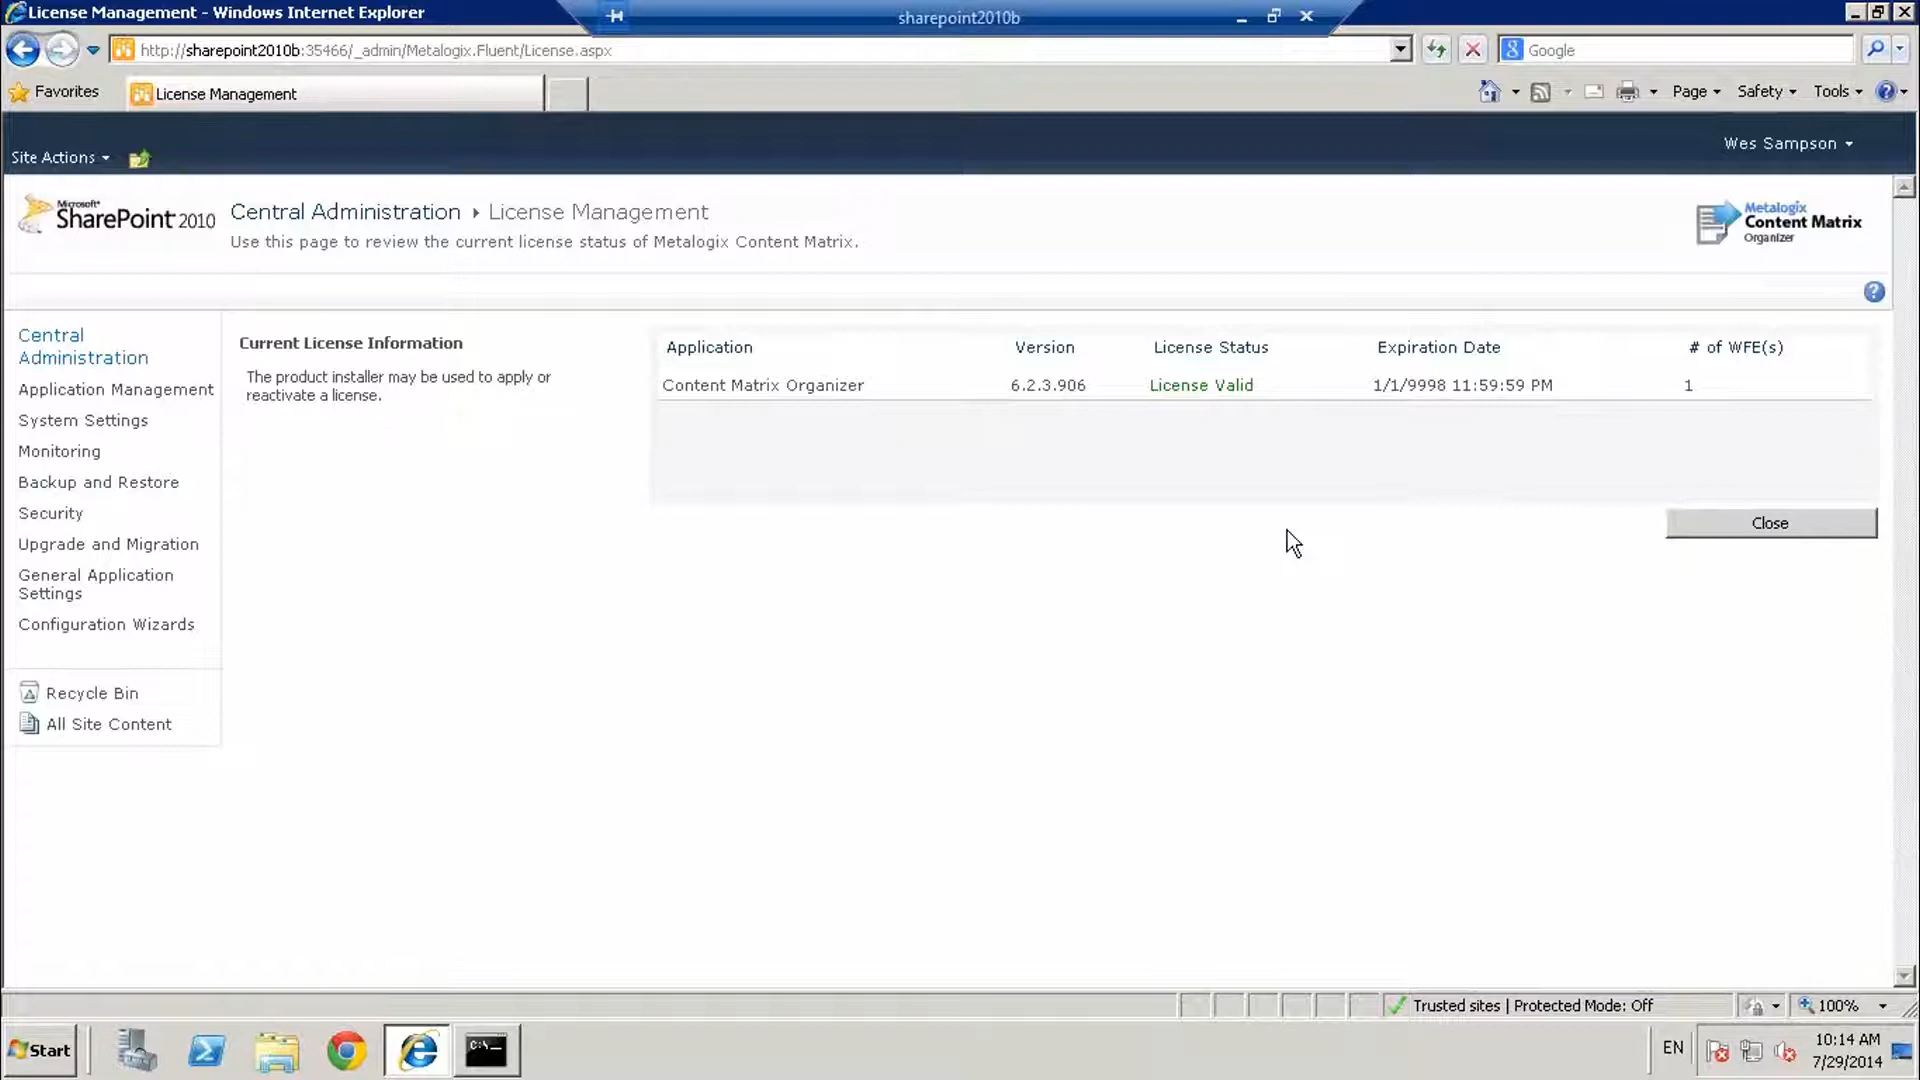 License Management - Windows Internet Explorer
sharepoint2010b
http://sharepoint2010b:35466/_admin/Metalogix.Fluent/License.aspx
Google
Favorites
License Management
Page
Safety
Tools
Site Actions
Wes Sampson
Microsoft
SharePoint 2010
Central Administration
License Management
Use this page to review the current license status of Metalogix Content Matrix.
Metalogix
Content Matrix
Organizer
Central
Administration
Application Management
System Settings
Monitoring
Backup and Restore
Security
Upgrade and Migration
General Application
Settings
Configuration Wizards
Recycle Bin
All Site Content
Current License Information
The product installer may be used to apply or
reactivate a license.
Application Version License Status Expiration Date # of WFE(s)
Content Matrix Organizer 6.2.3.906 License Valid 1/1/9998 11:59:59 PM 1
Close
Trusted sites | Protected Mode: Off
100%
Start
C:\
EN
10:14 AM
7/29/2014